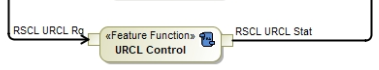 RSCL URCL Rq
«Feature Function»
URCL Control
RSCL URCL Stat